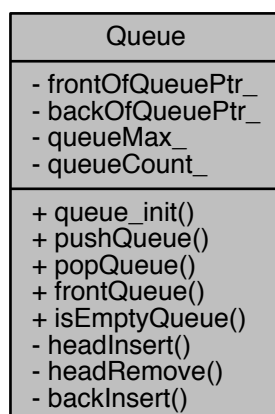 Queue
- frontOfQueuePtr_
- backOfQueuePtr_
- queueMax_
- queueCount_
+ queue_init()
+ pushQueue()
+ popQueue()
+ frontQueue()
+ isEmptyQueue()
- headInsert()
- headRemove()
- backInsert()